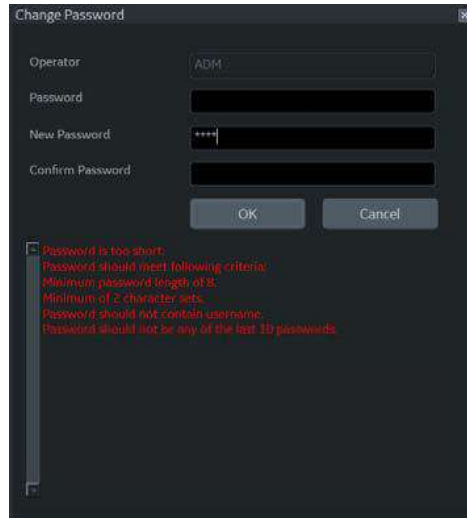 Change Password
Operator
ADM
Password
New Password
****
Confirm Password
OK
Cancel
Password is too short.
Password should meet following criteria:
Minimum password length of 8.
Minimum of 2 character sets.
Password should not contain username.
Password should not be any of the last 10 passwords.